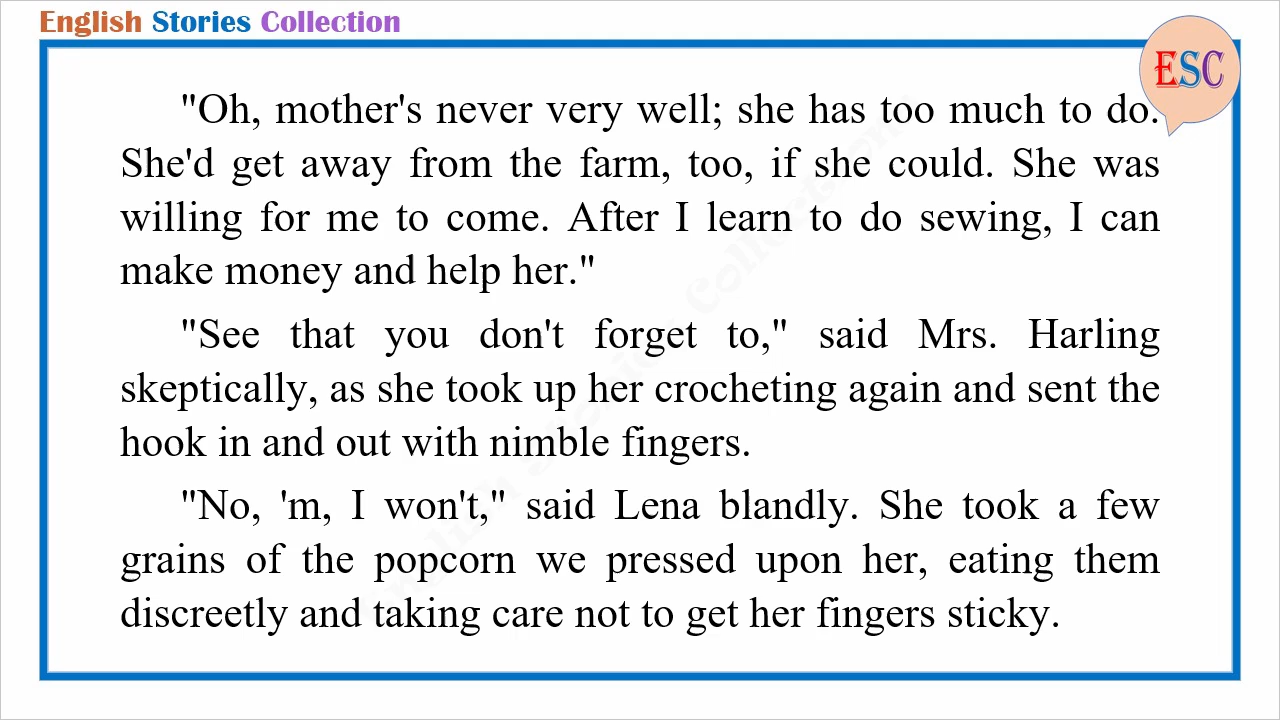 English Stories Collection
ESC
"Oh, mother's never very well; she has too much to do.
She'd get away from the farm, too, if she could. She was
willing for me to come. After I learn to do sewing, I can
make money and help her."
"See that you don't forget to," said Mrs. Harling
skeptically, as she took up her crocheting again and sent the
hook in and out with nimble fingers.
"No, 'm, I won't," said Lena blandly. She took a few
grains of the popcorn we pressed upon her, eating them
discreetly and taking care not to get her fingers sticky.
English Stories Collection